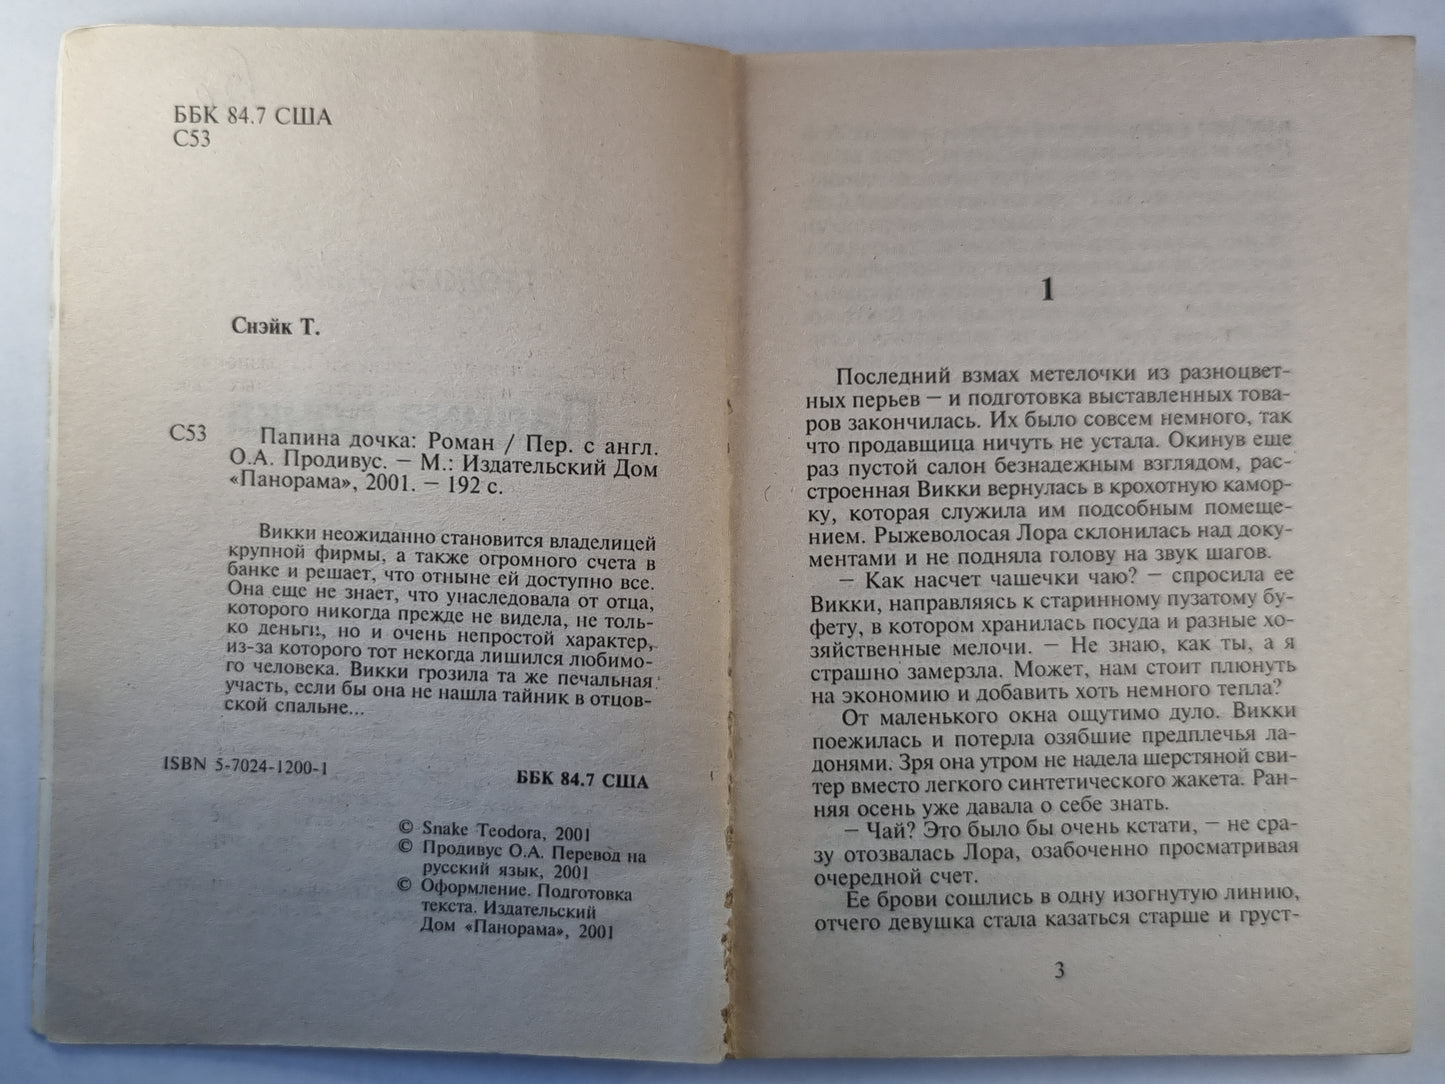 ББК 84.7 США
С53
Снэйк Т.
С53 Папина дочка: Роман / Пер. с англ.
О.А. Продивус. — М.: Издательский Дом
«Панорама», 2001. — 192 с.
Викки неожиданно становится владелицей
крупной фирмы, а также огромного счета в
банке и решает, что отныне ей доступно все.
Она еще не знает, что унаследовала от отца,
которого никогда прежде не видела, не толь-
ко деньги, но и очень непростой характер,
из-за которого тот некогда лишился любимо-
го человека. Викки грозила та же печальная
участь, если бы она не нашла тайник в отцов-
ской спальне...
ISBN 5-7024-1200-1
ББК 84.7 США
© Snake Teodora, 2001
© Продивус О.А. Перевод на
русский язык, 2001
© Оформление. Подготовка
текста. Издательский
Дом «Панорама», 2001
1
Последний взмах метелочки из разноцвет-
ных перьев — и подготовка выставленных това-
ров закончилась. Их было совсем немного, так
что продавщица ничуть не устала. Окинув еще
раз пустой салон безнадежным взглядом, рас-
строенная Викки вернулась в крохотную камор-
ку, которая служила им подсобным помеще-
нием. Рыжеволосая Лора склонилась над доку-
ментами и не подняла голову на звук шагов.
— Как насчет чашечки чаю? — спросила ее
Викки, направляясь к старинному пузатому бу-
фету, в котором хранилась посуда и разные хо-
зяйственные мелочи. — Не знаю, как ты, а я
страшно замерзла. Может, нам стоит плюнуть
на экономию и добавить хоть немного тепла?
От маленького окна ощутимо дуло. Викки
поежилась и потерла озябшие предплечья ла-
донями. Зря она утром не надела шерстяной сви-
тер вместо легкого синтетического жакета. Ран-
няя осень уже давала о себе знать.
— Чай? Это было бы очень кстати, — не сра-
зу отозвалась Лора, озабоченно просматривая
очередной счет.
Ее брови сошлись в одну изогнутую линию,
отчего девушка стала казаться старше и груст-
3